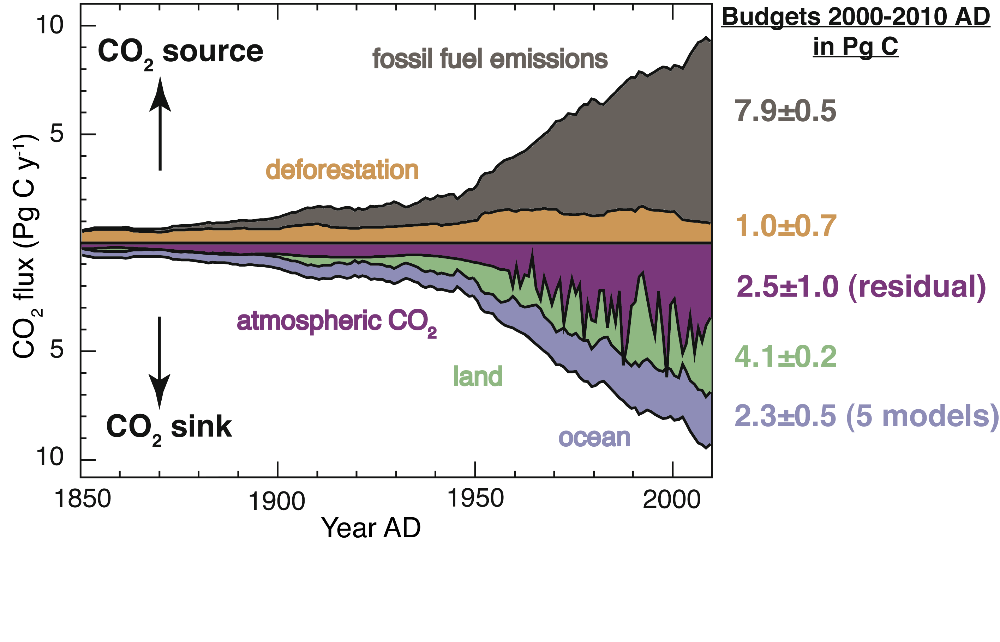 Budgets 2000-2010 AD
in Pg C
10
CO₂ source
fossil fuel emissions
7.9±0.5
5
deforestation
1.0±0.7
CO₂ flux (Pg C y⁻¹)
2.5±1.0 (residual)
atmospheric CO₂
5
4.1±0.2
land
2.3±0.5 (5 models)
CO₂ sink
ocean
10
1850 1900 1950 2000
Year AD